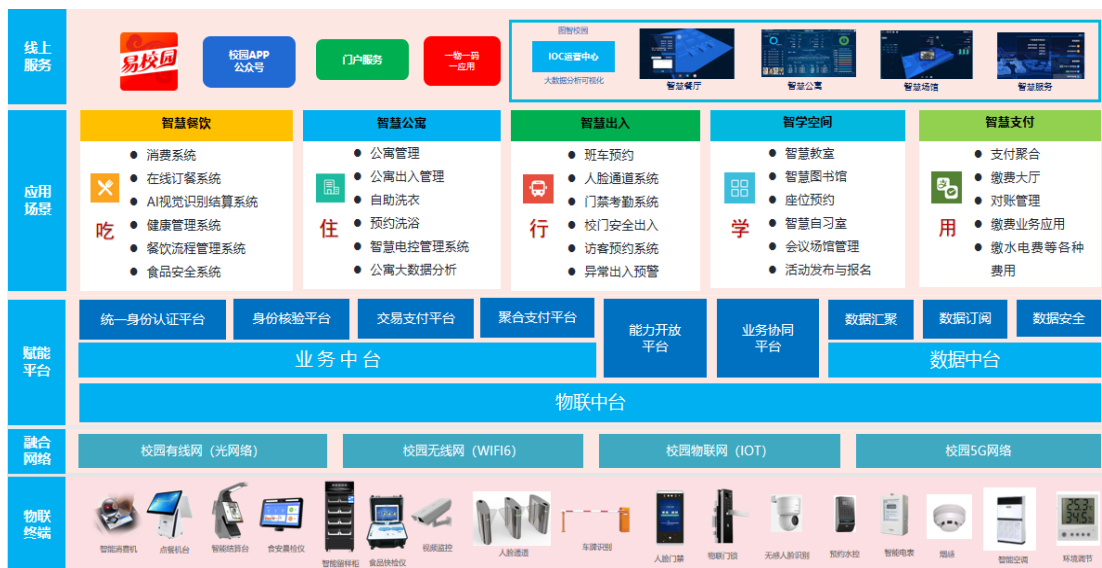 线上
服务
易校园
校园APP
公众号
门户服务
一物一码
一应用
图智校园
IOC运营中心
大数据分析可视化
智慧餐厅
智慧公寓
智慧场馆
智慧服务
应用
场景
智慧餐饮
吃
消费系统
在线订餐系统
AI视觉识别结算系统
健康管理系统
餐饮流程管理系统
食品安全系统
智慧公寓
住
公寓管理
公寓出入管理
自助洗衣
预约洗浴
智慧电控管理系统
公寓大数据分析
智慧出入
行
班车预约
人脸通道系统
门禁考勤系统
校门安全出入
访客预约系统
异常出入预警
智学空间
学
智慧教室
智慧图书馆
座位预约
智慧自习室
会议场馆管理
活动发布与报名
智慧支付
用
支付聚合
缴费大厅
对账管理
缴费业务应用
缴水电费等各种
费用
赋能
平台
统一身份认证平台
身份核验平台
交易支付平台
聚合支付平台
业务中台
能力开放
平台
业务协同
平台
数据汇聚
数据订阅
数据安全
数据中台
物联中台
融合
网络
校园有线网（光网络）
校园无线网（WIFI6）
校园物联网（IOT）
校园5G网络
物联
终端
智能消费机
点餐机台
智能结算台
食安晨检仪
智能留样柜
食品快检仪
视频监控
人脸通道
车牌识别
人脸门禁
物联门锁
无感人脸识别
预约水控
智能电表
烟感
智能空调
环境调节